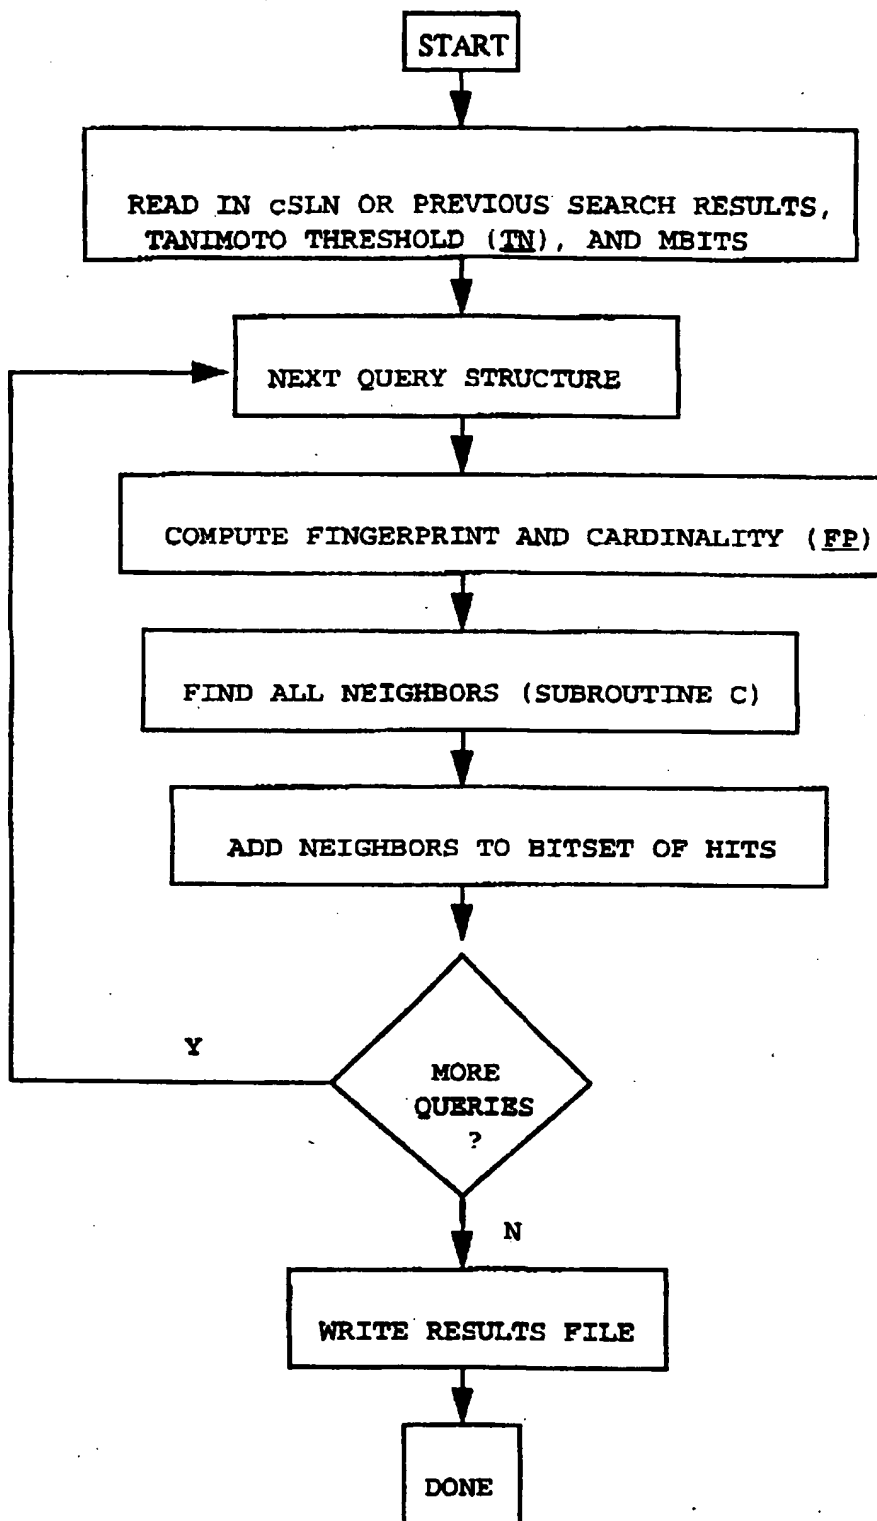 START
READ IN cSLN OR PREVIOUS SEARCH RESULTS,
TANIMOTO THRESHOLD (TN), AND MBITS
NEXT QUERY STRUCTURE
COMPUTE FINGERPRINT AND CARDINALITY (FP)
FIND ALL NEIGHBORS (SUBROUTINE C)
ADD NEIGHBORS TO BITSET OF HITS
Y
MORE
QUERIES
?
N
WRITE RESULTS FILE
DONE